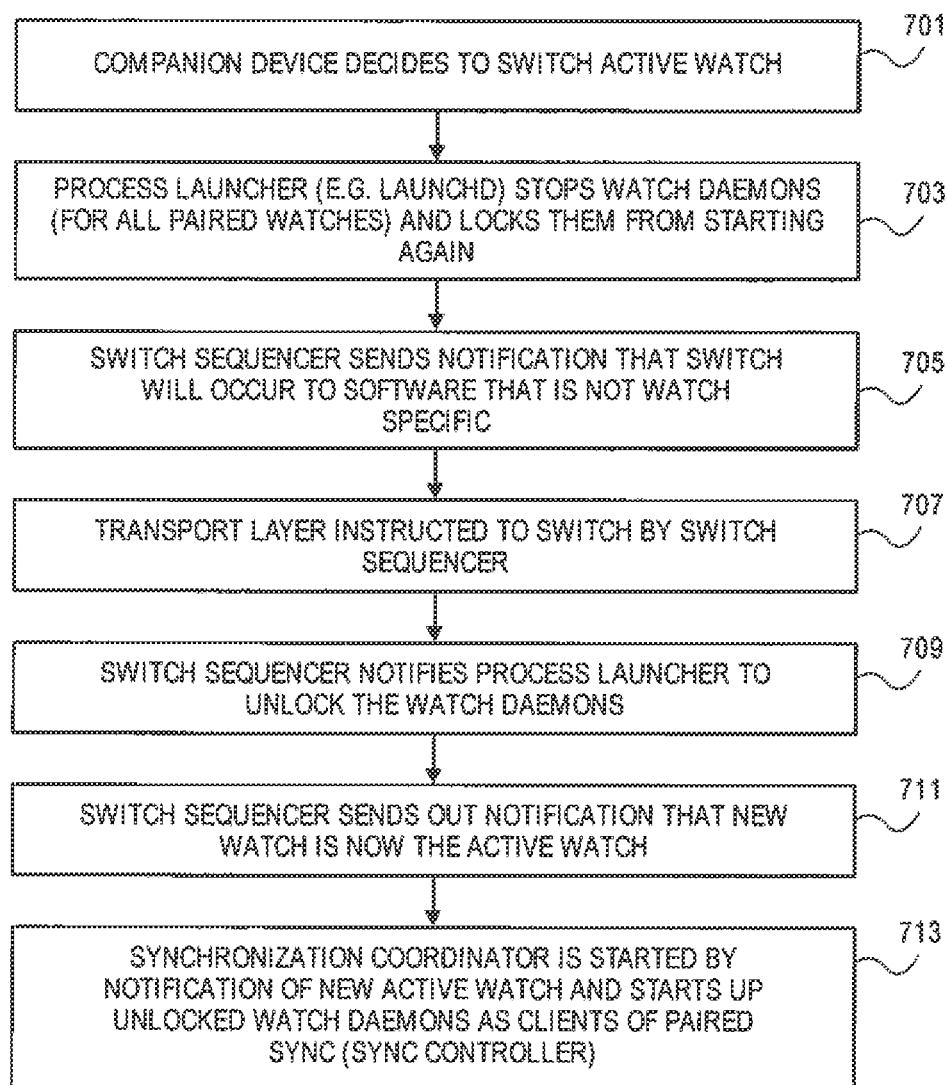 701
COMPANION DEVICE DECIDES TO SWITCH ACTIVE WATCH
703
PROCESS LAUNCHER (E.G. LAUNCHD) STOPS WATCH DAEMONS
(FOR ALL PAIRED WATCHES) AND LOCKS THEM FROM STARTING
AGAIN
705
SWITCH SEQUENCER SENDS NOTIFICATION THAT SWITCH
WILL OCCUR TO SOFTWARE THAT IS NOT WATCH
SPECIFIC
707
TRANSPORT LAYER INSTRUCTED TO SWITCH BY SWITCH
SEQUENCER
709
SWITCH SEQUENCER NOTIFIES PROCESS LAUNCHER TO
UNLOCK THE WATCH DAEMONS
711
SWITCH SEQUENCER SENDS OUT NOTIFICATION THAT NEW
WATCH IS NOW THE ACTIVE WATCH
713
SYNCHRONIZATION COORDINATOR IS STARTED BY
NOTIFICATION OF NEW ACTIVE WATCH AND STARTS UP
UNLOCKED WATCH DAEMONS AS CLIENTS OF PAIRED
SYNC (SYNC CONTROLLER)